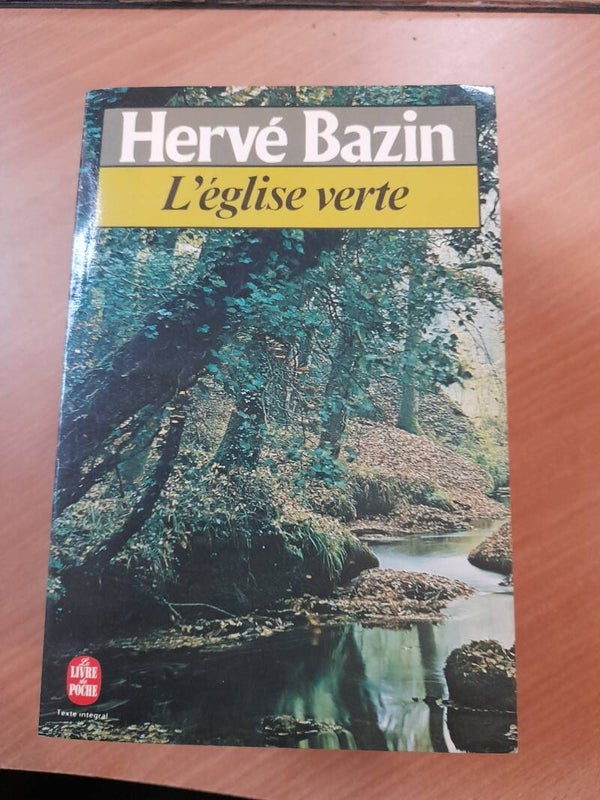 Hervé Bazin
L'église verte
Le
LIVRE
de
POCHE
Texte intégral